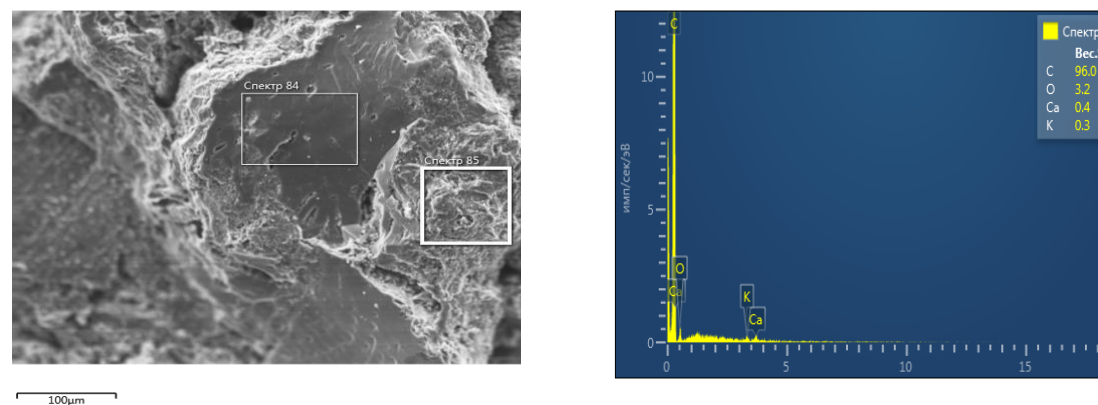 Спектр 84
Спектр 85
100μm
имп/сек/эВ
10
5
0
0
5
10
15
C
O
Ca
K
Ca
Спектр
Вес.
C 96.0
O 3.2
Ca 0.4
K 0.3